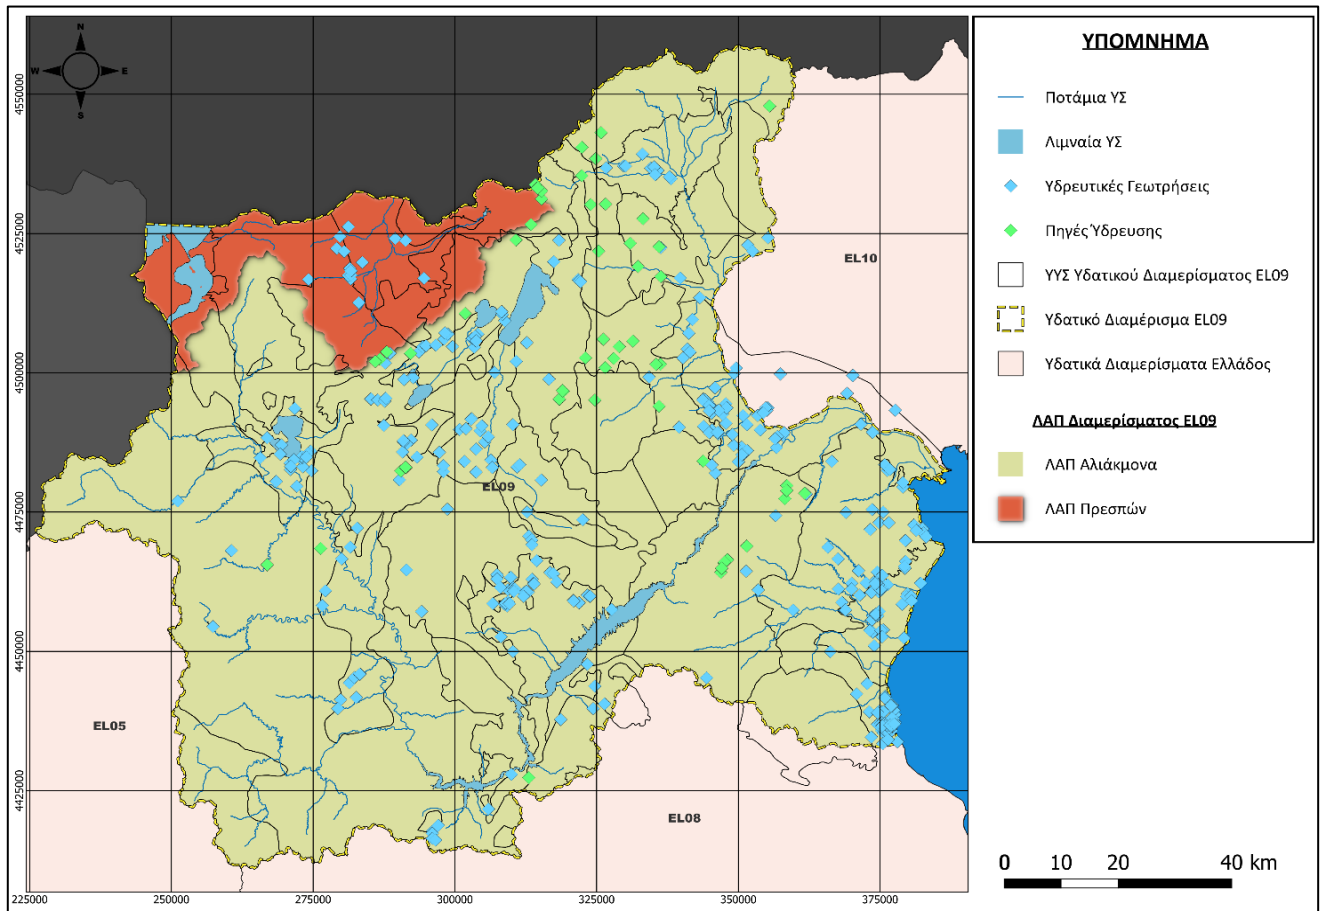 N
W
E
S
4550000
4525000
4500000
4475000
4450000
4425000
225000
250000
275000
300000
325000
350000
375000
EL10
EL09
EL05
EL08
ΥΠΟΜΝΗΜΑ
Ποτάμια ΥΣ
Λιμναία ΥΣ
Υδρευτικές Γεωτρήσεις
Πηγές Ύδρευσης
ΥΥΣ Υδατικού Διαμερίσματος EL09
Υδατικό Διαμέρισμα EL09
Υδατικά Διαμερίσματα Ελλάδος
ΛΑΠ Διαμερίσματος EL09
ΛΑΠ Αλιάκμονα
ΛΑΠ Πρεσπών
0 10 20 40 km